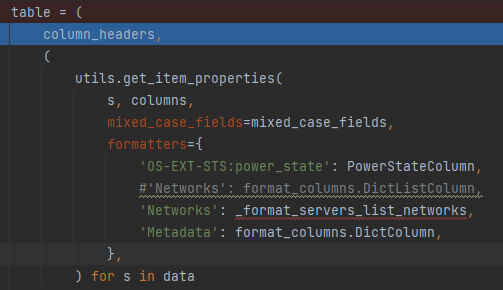 table = (
column_headers,
(
utils.get_item_properties(
s, columns,
mixed_case_fields=mixed_case_fields,
formatters={
'OS-EXT-STS:power_state': PowerStateColumn,
#'Networks': format_columns.DictListColumn,
'Networks': _format_servers_list_networks,
'Metadata': format_columns.DictColumn,
},
) for s in data